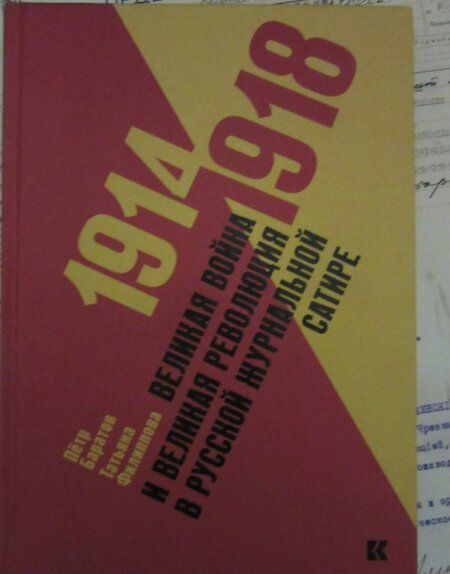 1914
1918
Пётр
Баратов
Татьяна
Филиппова
ВЕЛИКАЯ ВОЙНА
И ВЕЛИКАЯ РЕВОЛЮЦИЯ
В РУССКОЙ ЖУРНАЛЬНОЙ
САТИРЕ
К